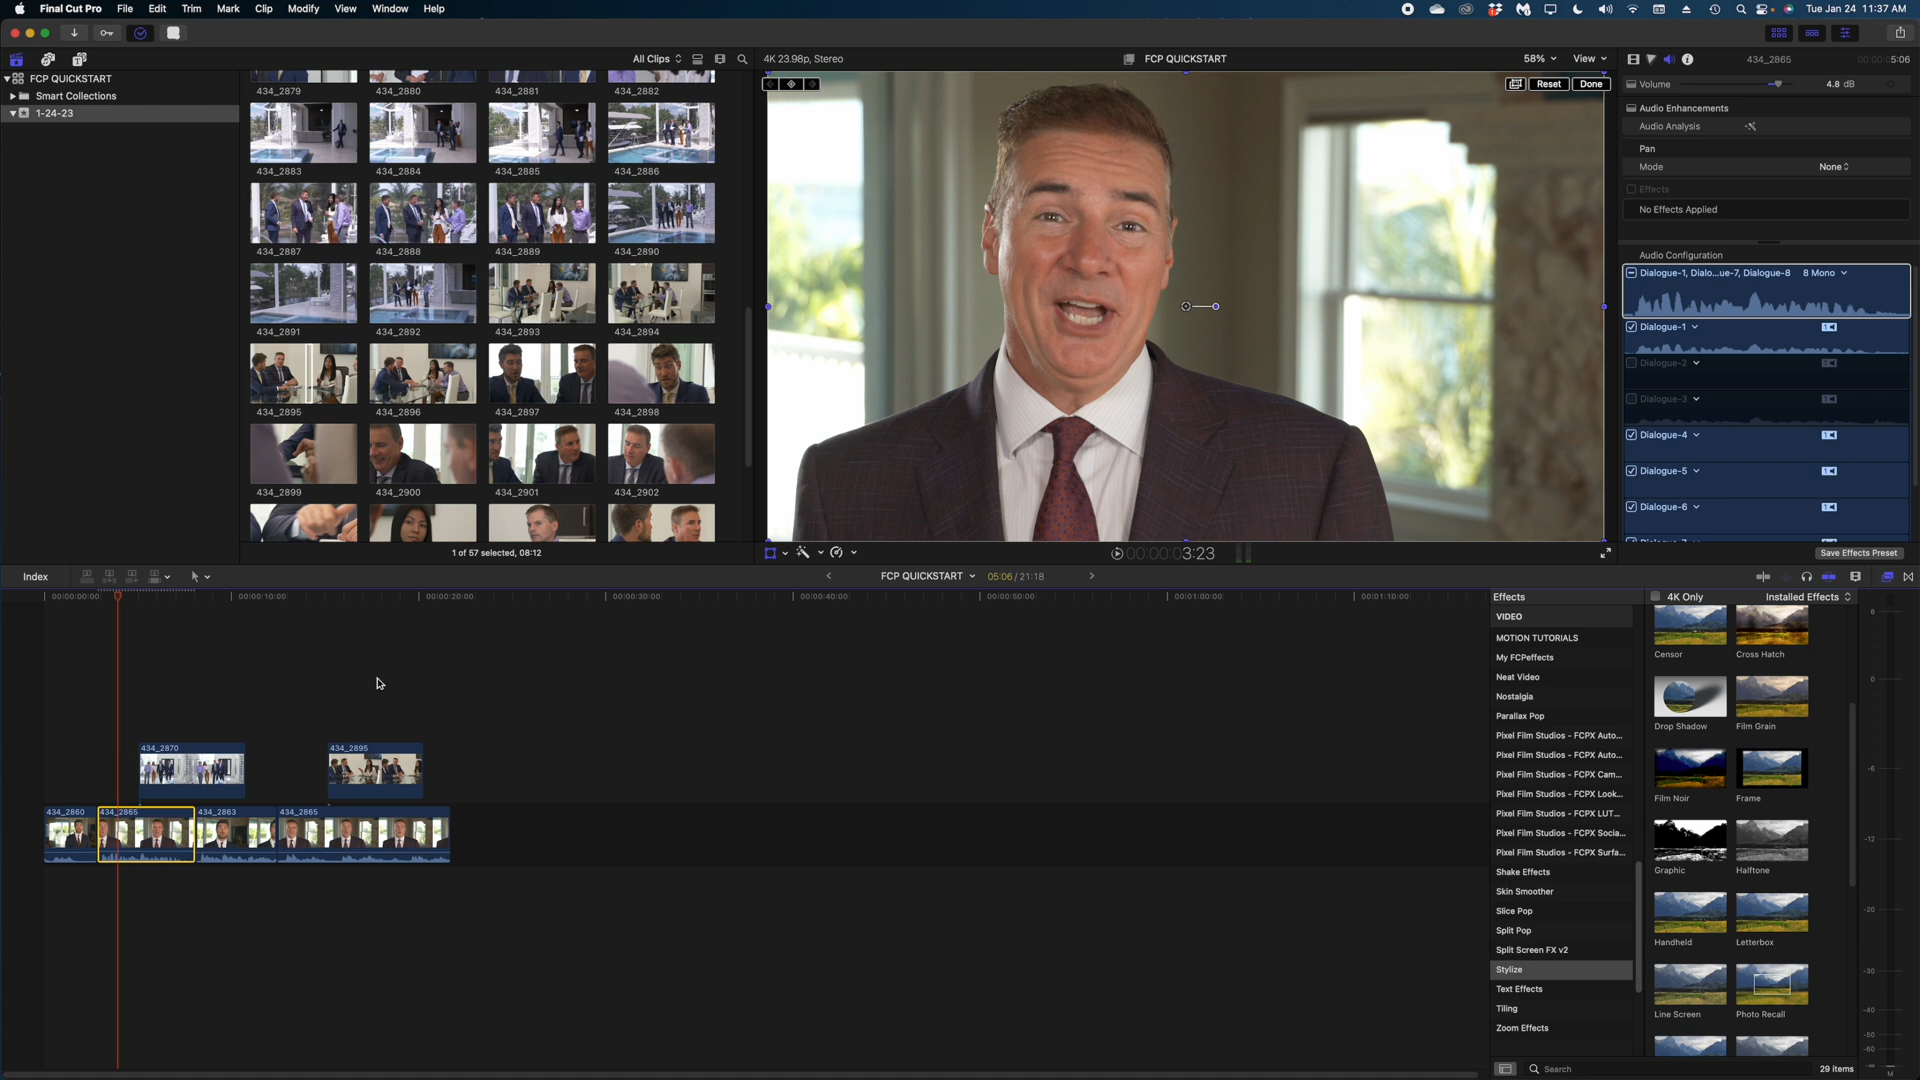 Final Cut Pro File Edit Trim Mark Clip Modify View Window Help
Tue Jan 24 11:37 AM
All Clips
4K 23.98p, Stereo
FCP QUICKSTART
58% View
434_2865
5:06
FCP QUICKSTART
Smart Collections
1-24-23
434_2879 434_2880 434_2881 434_2882
434_2883 434_2884 434_2885 434_2886
434_2887 434_2888 434_2889 434_2890
434_2891 434_2892 434_2893 434_2894
434_2895 434_2896 434_2897 434_2898
434_2899 434_2900 434_2901 434_2902
1 of 57 selected, 08:12
Reset Done
00:00:00:3:23
Volume 4.8 dB
Audio Enhancements
Audio Analysis
Pan
Mode None
Effects
No Effects Applied
Audio Configuration
Dialogue-1, Dialo...ue-7, Dialogue-8 8 Mono
Dialogue-1
Dialogue-2
Dialogue-3
Dialogue-4
Dialogue-5
Dialogue-6
Save Effects Preset
Index
FCP QUICKSTART 05:06 / 21:18
00:00:00:00 00:00:10:00 00:00:20:00 00:00:30:00 00:00:40:00 00:00:50:00 00:01:00:00 00:01:10:00
434_2870 434_2895
434_2860 434_2865 434_2863 434_2865
Effects
4K Only Installed Effects
VIDEO
MOTION TUTORIALS
My FCPeffects
Neat Video
Nostalgia
Parallax Pop
Pixel Film Studios - FCPX Auto...
Pixel Film Studios - FCPX Auto...
Pixel Film Studios - FCPX Cam...
Pixel Film Studios - FCPX Look...
Pixel Film Studios - FCPX LUT...
Pixel Film Studios - FCPX Socia...
Pixel Film Studios - FCPX Surfa...
Shake Effects
Skin Smoother
Slice Pop
Split Pop
Split Screen FX v2
Stylize
Text Effects
Tiling
Zoom Effects
Censor Cross Hatch
Drop Shadow Film Grain
Film Noir Frame
Graphic Halftone
Handheld Letterbox
Line Screen Photo Recall
Search 29 items
6
0
-6
-12
-20
-30
-40
-50
-60
M